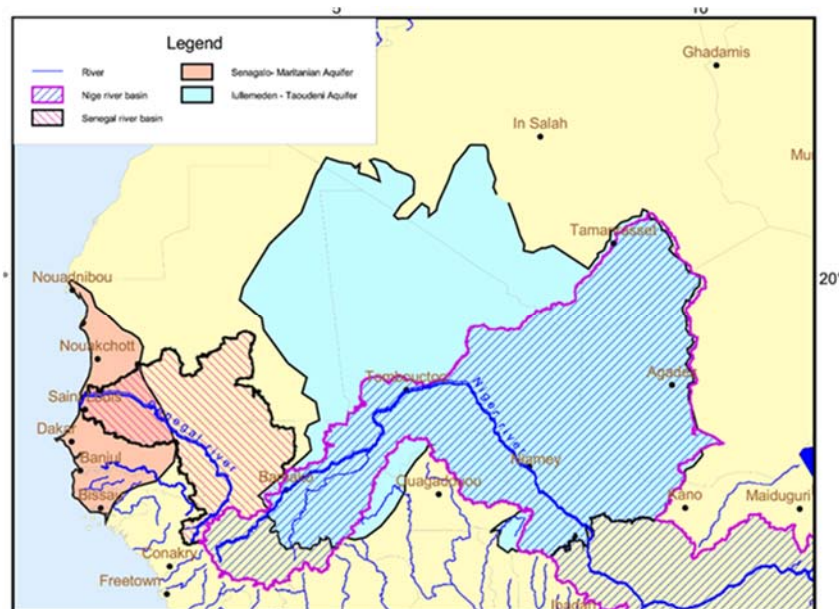 5
10
Legend
River
Nige river basin
Senegal river basin
Senagalo- Maritanian Aquifer
Iullemeden - Taoudeni Aquifer
Ghadamis
In Salah
Mu
Tamanrasset
20°
Nouadnibou
Nouakchott
Saint Louis
Senegal river
Dakar
Banjul
Bissau
Tombouctou
Niger river
Agadez
Bamako
Niamey
Ouagadougou
Kano
Maiduguri
Conakry
Freetown
Ibadan